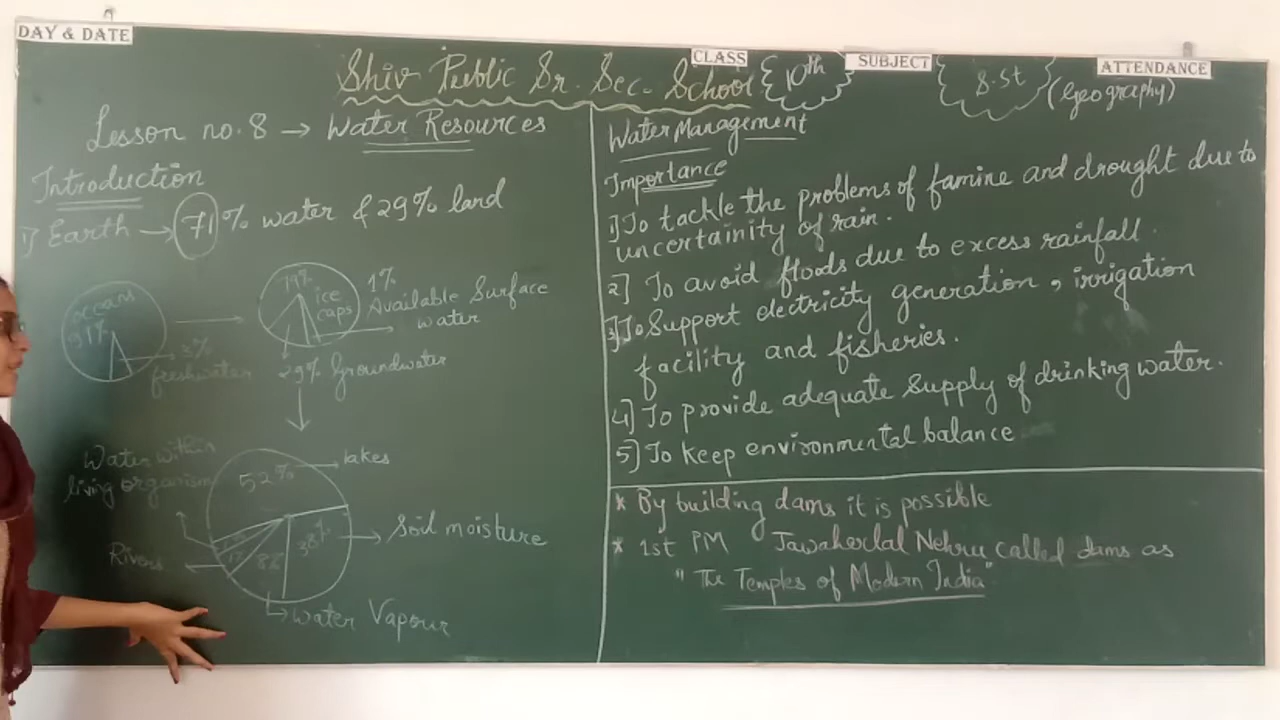 DAY & DATE
CLASS
SUBJECT
ATTENDANCE
Shiv Public Sr. Sec. School
10th
S.St
(Geography)
Lesson no. 8 → Water Resources
Introduction
1) Earth → 71% water & 29% land
oceans
91%
3%
freshwater
79%
ice
caps
1%
Available Surface
water
29% Groundwater
Water within
living organism
52%
lakes
38%
Soil moisture
Rivers
1%
8%
Water Vapour
Water Management
Importance
1) To tackle the problems of famine and drought due to
uncertainity of rain.
2] To avoid floods due to excess rainfall.
3] To Support electricity generation, irrigation
facility and fisheries.
4] To provide adequate supply of drinking water.
5] To keep environmental balance
* By building dams it is possible
* 1st PM Jawaherlal Nehru called dams as
"The Temples of Modern India"